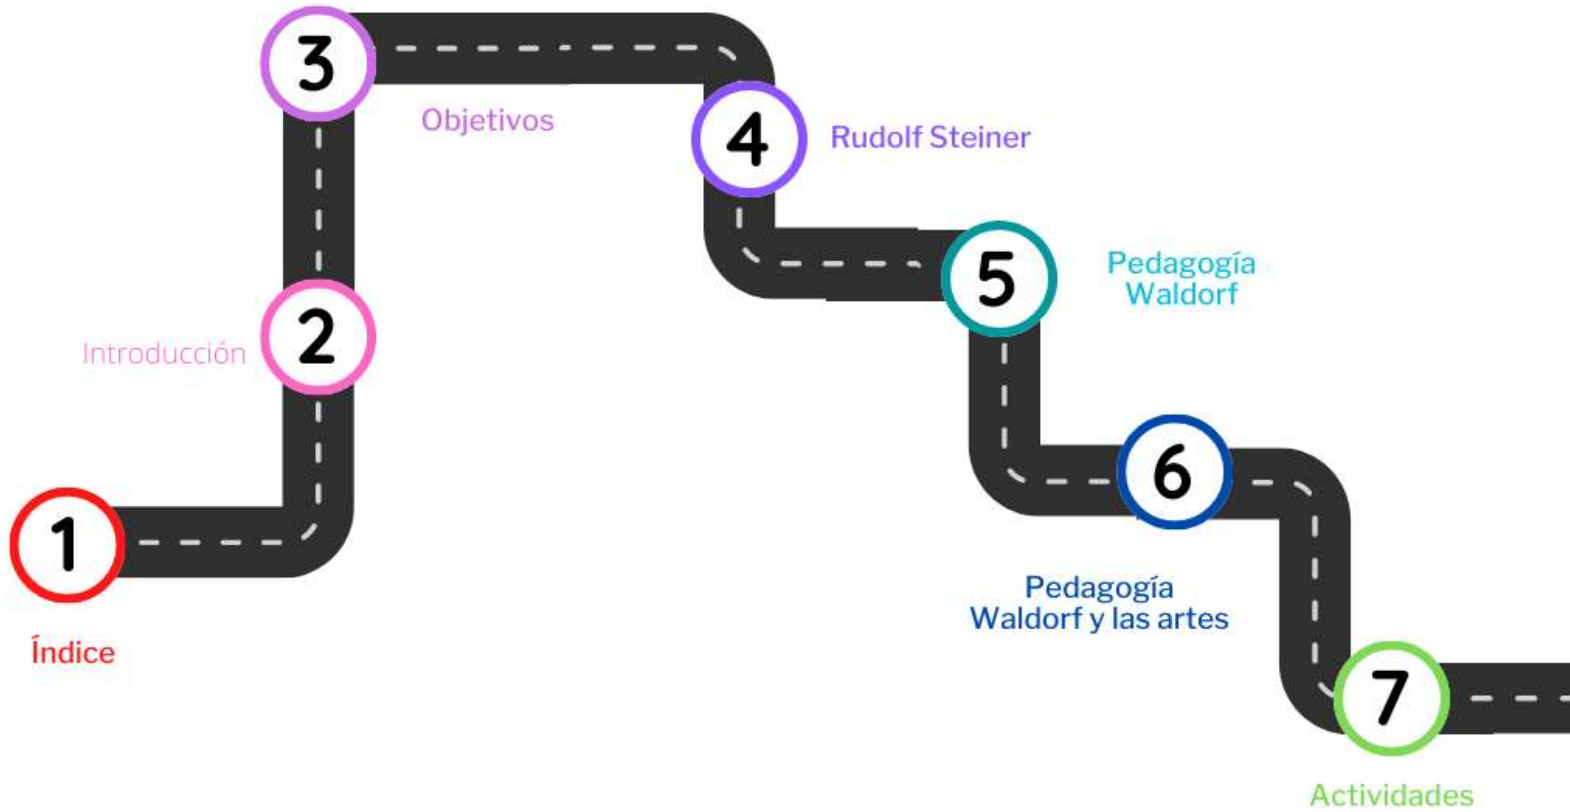 1
Índice
2
Introducción
3
Objetivos
4
Rudolf Steiner
5
Pedagogía
Waldorf
6
Pedagogía
Waldorf y las artes
7
Actividades